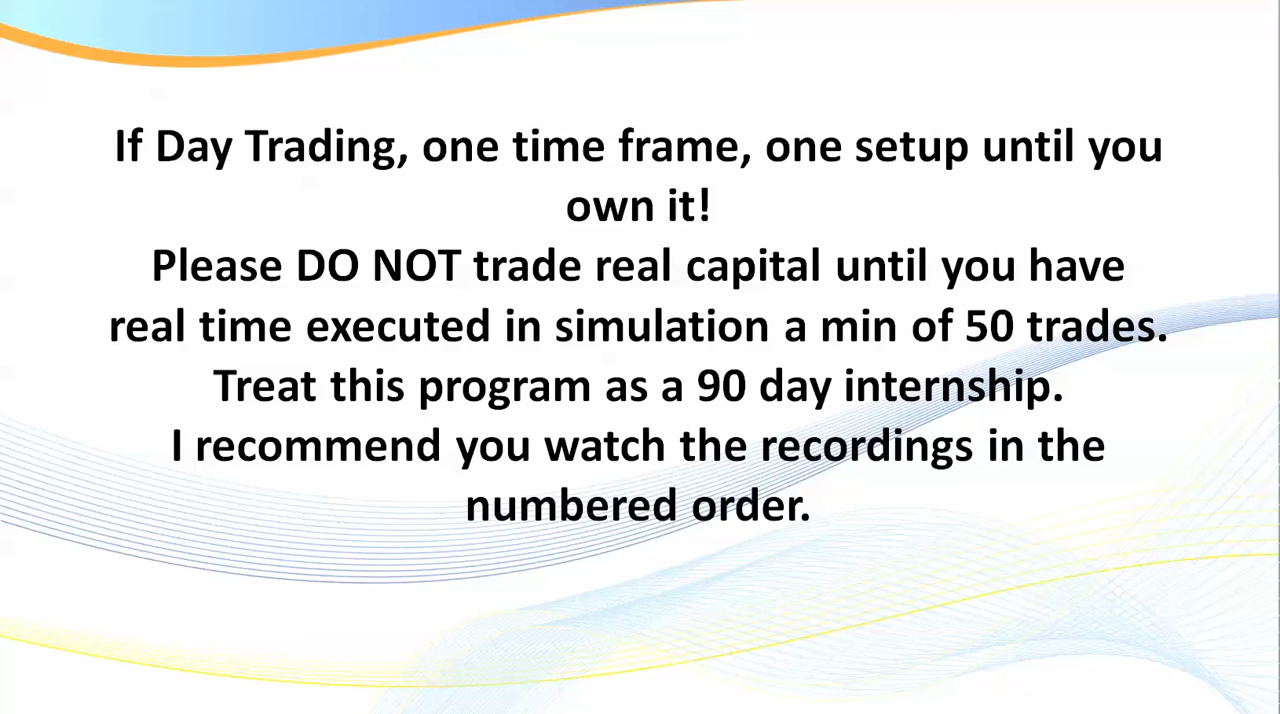 If Day Trading, one time frame, one setup until you
own it!
Please DO NOT trade real capital until you have
real time executed in simulation a min of 50 trades.
Treat this program as a 90 day internship.
I recommend you watch the recordings in the
numbered order.